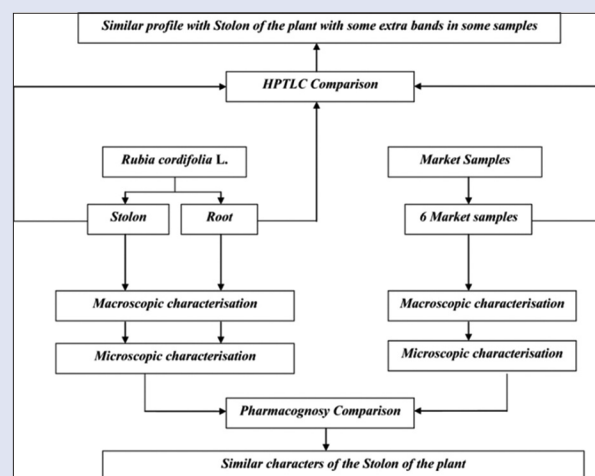 Similar profile with Stolon of the plant with some extra bands in some samples
HPTLC Comparison
Rubia cordifolia L.
Market Samples
Stolon
Root
6 Market samples
Macroscopic characterisation
Macroscopic characterisation
Microscopic characterisation
Microscopic characterisation
Pharmacognosy Comparison
Similar characters of the Stolon of the plant